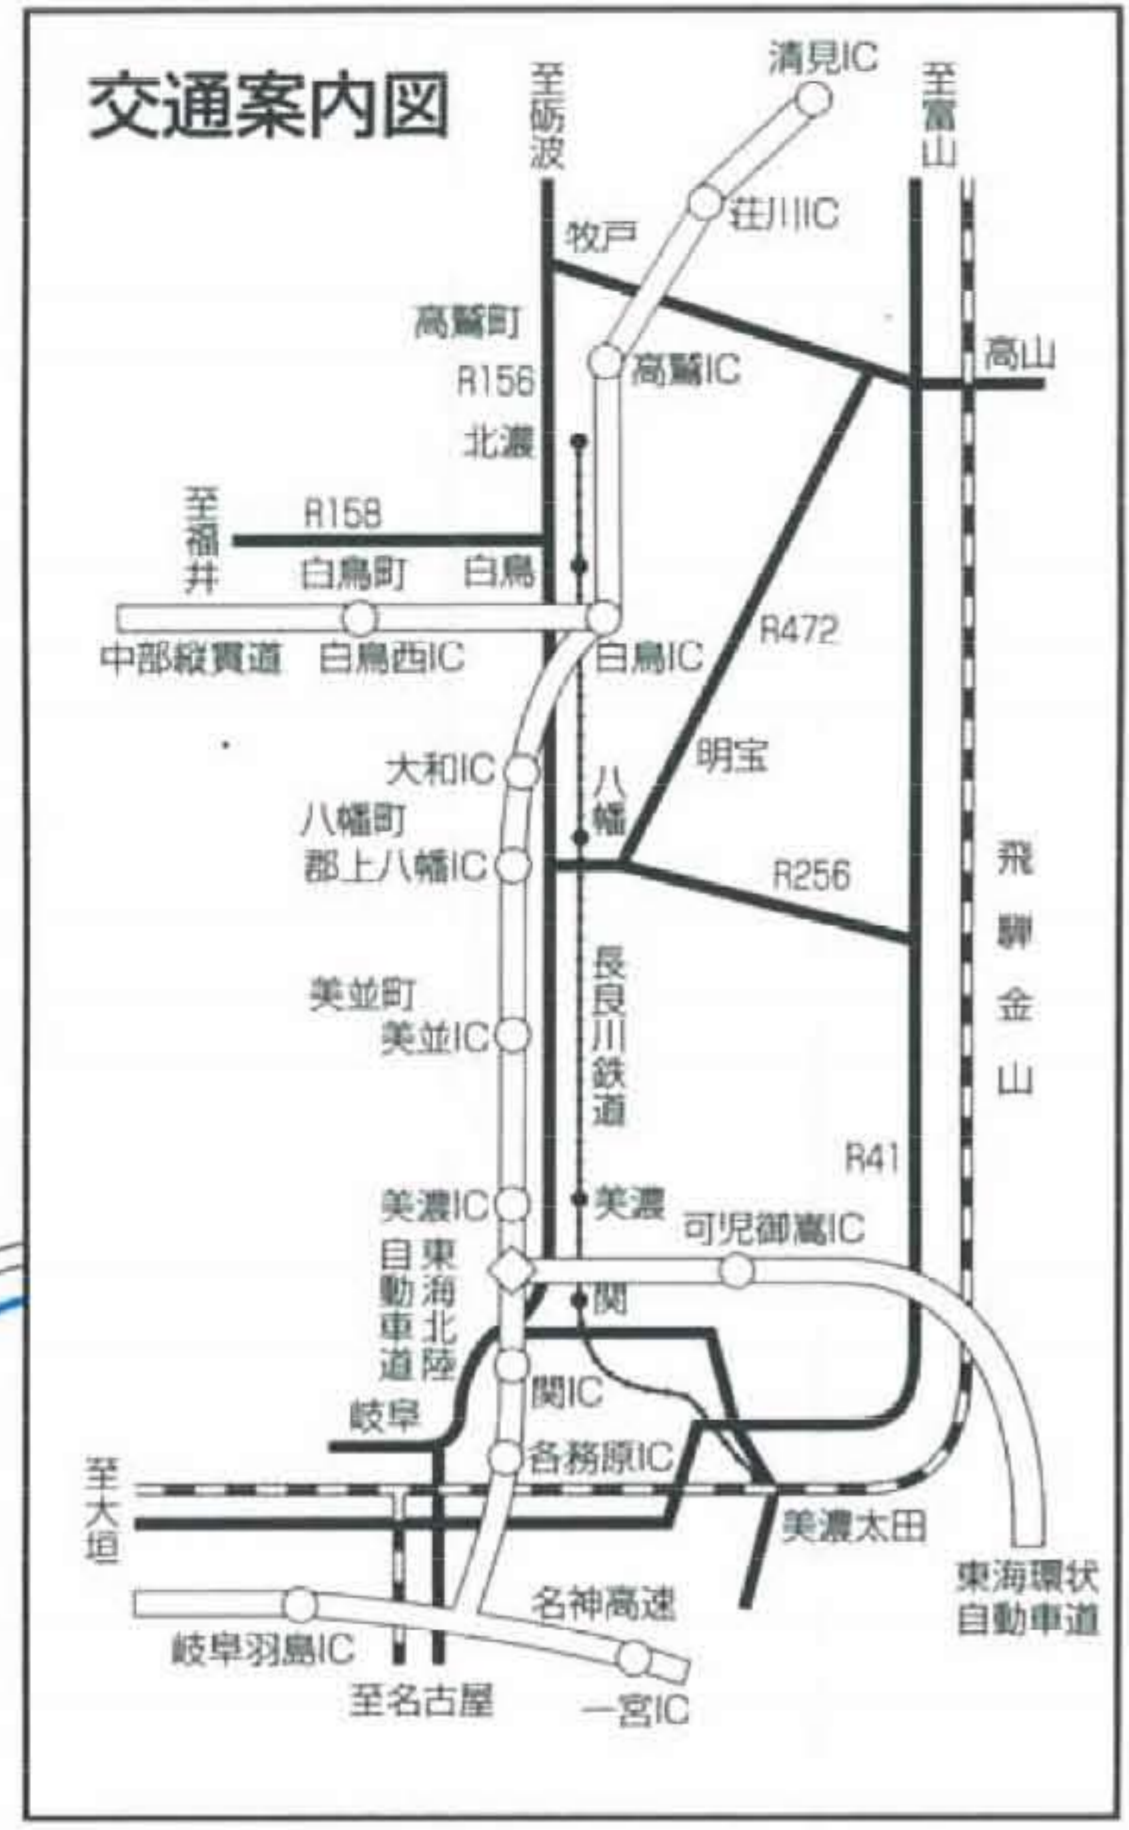 交通案内図
至砺波
清見IC
至富山
荘川IC
牧戸
高鷲町
高山
高鷲IC
R156
北濃
至福井
R158
白鳥町
白鳥
R472
中部縦貫道
白鳥西IC
白鳥IC
明宝
大和IC
八幡
八幡町
郡上八幡IC
R256
飛騨金山
長良川鉄道
美並町
美並IC
R41
美濃IC
美濃
可児御嵩IC
東海北陸
自動車道
関
関IC
岐阜
各務原IC
至大垣
美濃太田
東海環状
自動車道
名神高速
岐阜羽島IC
至名古屋
一宮IC